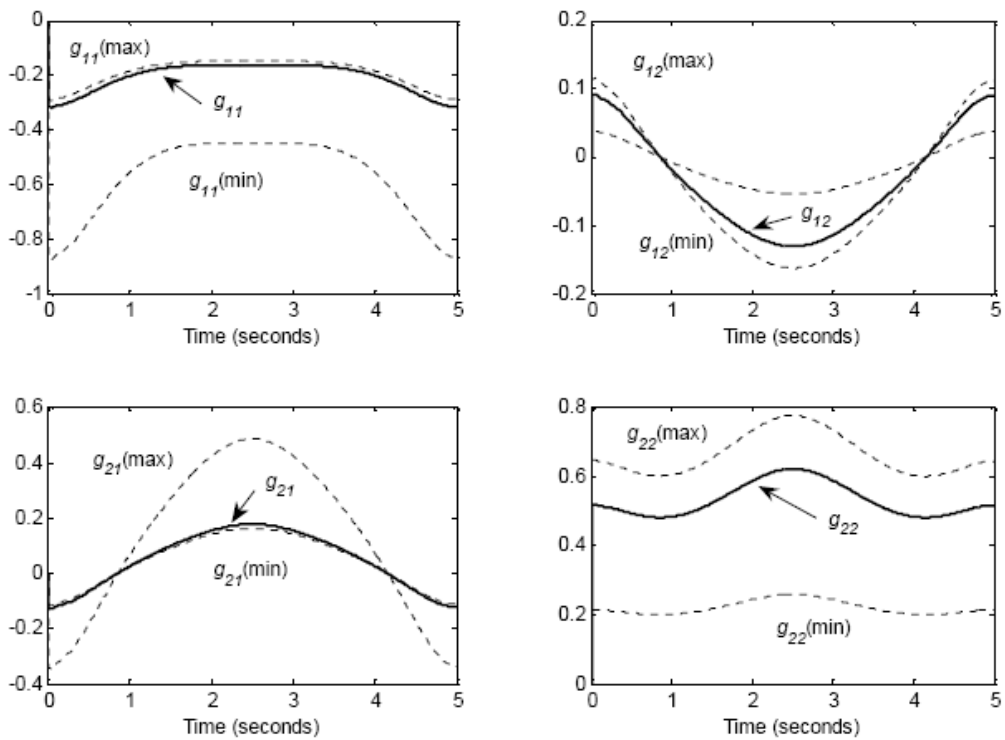 0
-0.2
-0.4
-0.6
-0.8
-1
g11(max)
g11
g11(min)
0 1 2 3 4 5
Time (seconds)
0.2
0.1
0
-0.1
-0.2
g12(max)
g12
g12(min)
0 1 2 3 4 5
Time (seconds)
0.6
0.4
0.2
0
-0.2
-0.4
g21(max)
g21
g21(min)
0 1 2 3 4 5
Time (seconds)
0.8
0.6
0.4
0.2
0
g22(max)
g22
g22(min)
0 1 2 3 4 5
Time (seconds)